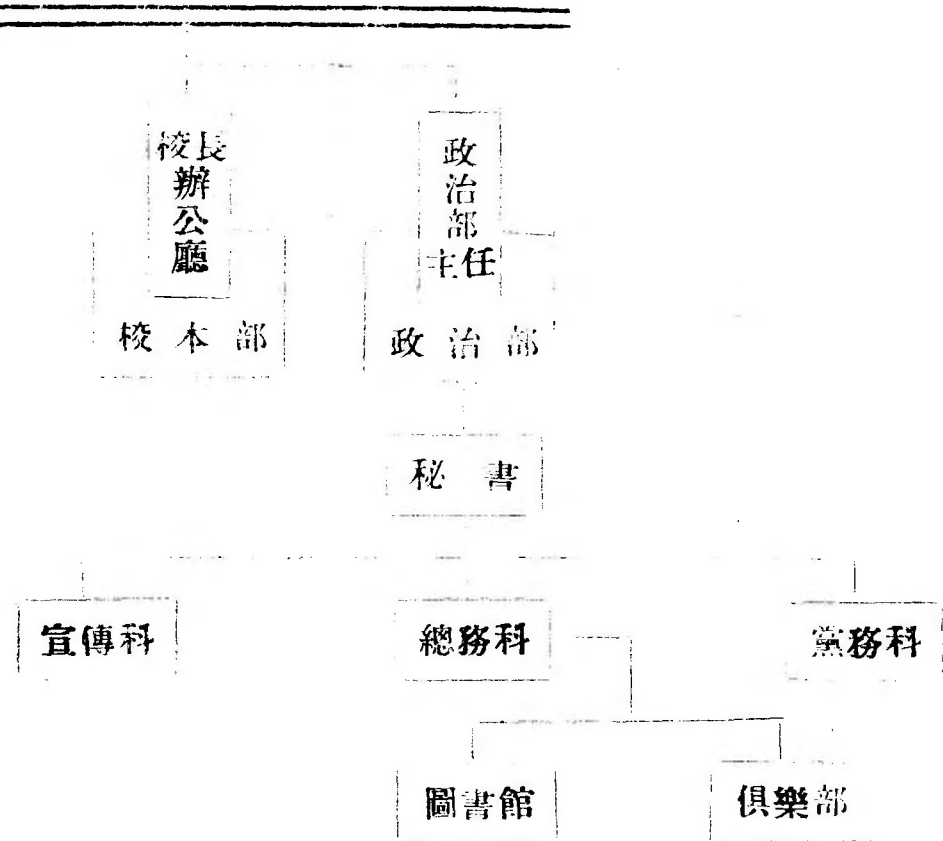 校長辦公廳
政治部主任
校本部
政治部
秘書
宣傳科
總務科
黨務科
圖書館
俱樂部